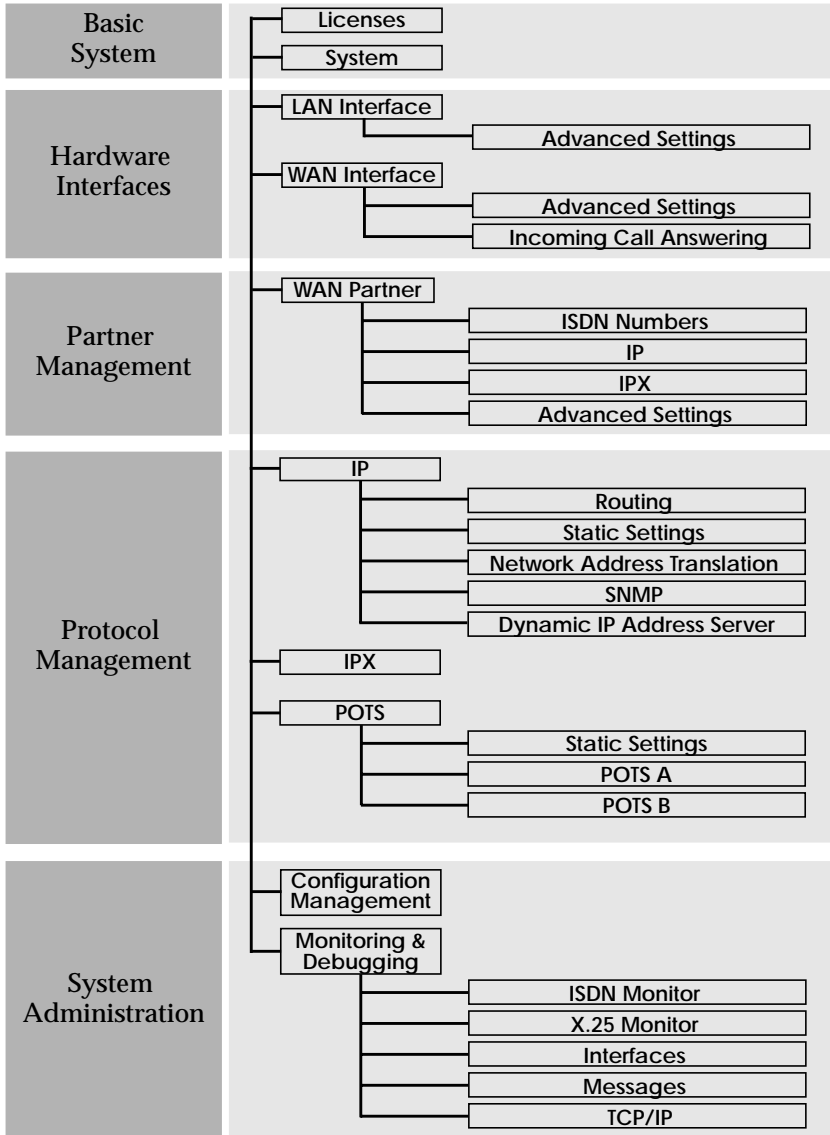 Basic
System
Licenses
System
Hardware
Interfaces
LAN Interface
Advanced Settings
WAN Interface
Advanced Settings
Incoming Call Answering
Partner
Management
WAN Partner
ISDN Numbers
IP
IPX
Advanced Settings
Protocol
Management
IP
Routing
Static Settings
Network Address Translation
SNMP
Dynamic IP Address Server
IPX
POTS
Static Settings
POTS A
POTS B
System
Administration
Configuration
Management
Monitoring &
Debugging
ISDN Monitor
X.25 Monitor
Interfaces
Messages
TCP/IP